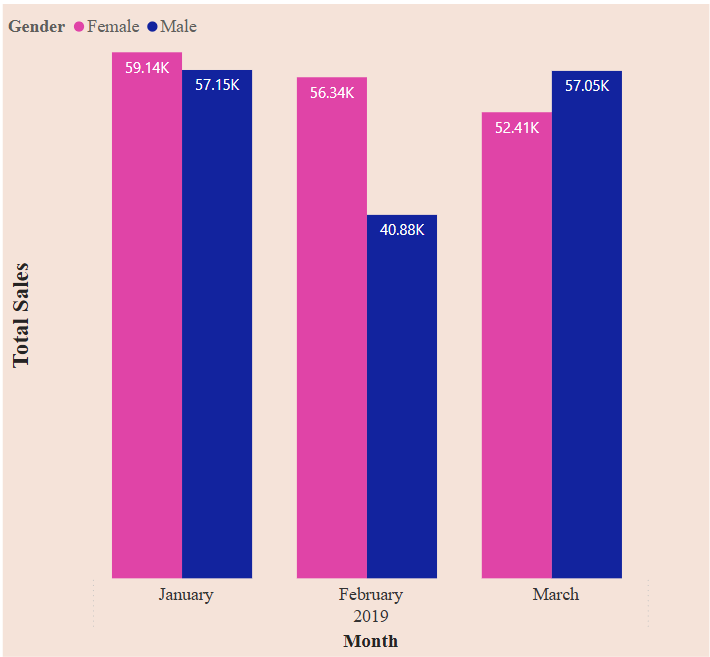 Gender Female Male
59.14K 57.15K 56.34K 40.88K 52.41K 57.05K
Total Sales
January February March
2019
Month